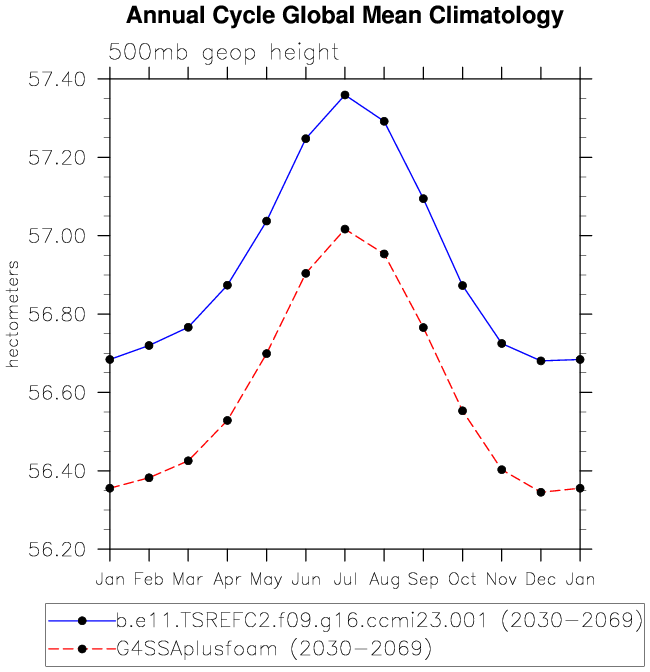 Annual Cycle Global Mean Climatology
500mb geop height
57.40
57.20
57.00
56.80
56.60
56.40
56.20
hectometers
Jan Feb Mar Apr May Jun Jul Aug Sep Oct Nov Dec Jan
b.e11.TSREFC2.f09.g16.ccmi23.001 (2030-2069)
G4SSAplusfoam (2030-2069)